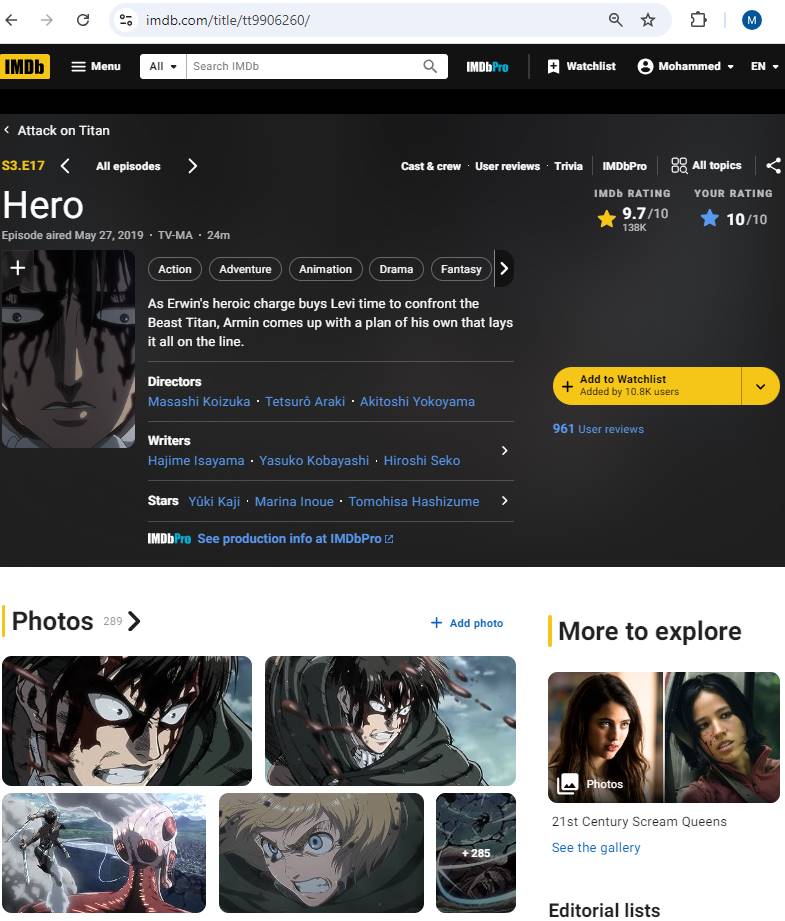 imdb.com/title/tt9906260/
M
IMDb
Menu
All
Search IMDb
IMDbPro
Watchlist
Mohammed
EN
Attack on Titan
S3.E17
All episodes
Cast & crew · User reviews · Trivia
IMDbPro
All topics
Hero
Episode aired May 27, 2019 · TV-MA · 24m
IMDb RATING
9.7/10
138K
YOUR RATING
10/10
Action
Adventure
Animation
Drama
Fantasy
As Erwin's heroic charge buys Levi time to confront the
Beast Titan, Armin comes up with a plan of his own that lays
it all on the line.
Directors
Masashi Koizuka · Tetsurô Araki · Akitoshi Yokoyama
Writers
Hajime Isayama · Yasuko Kobayashi · Hiroshi Seko
Stars Yûki Kaji · Marina Inoue · Tomohisa Hashizume
IMDbPro See production info at IMDbPro
Add to Watchlist
Added by 10.8K users
961 User reviews
Photos 289
+ Add photo
+ 285
More to explore
Photos
21st Century Scream Queens
See the gallery
Editorial lists